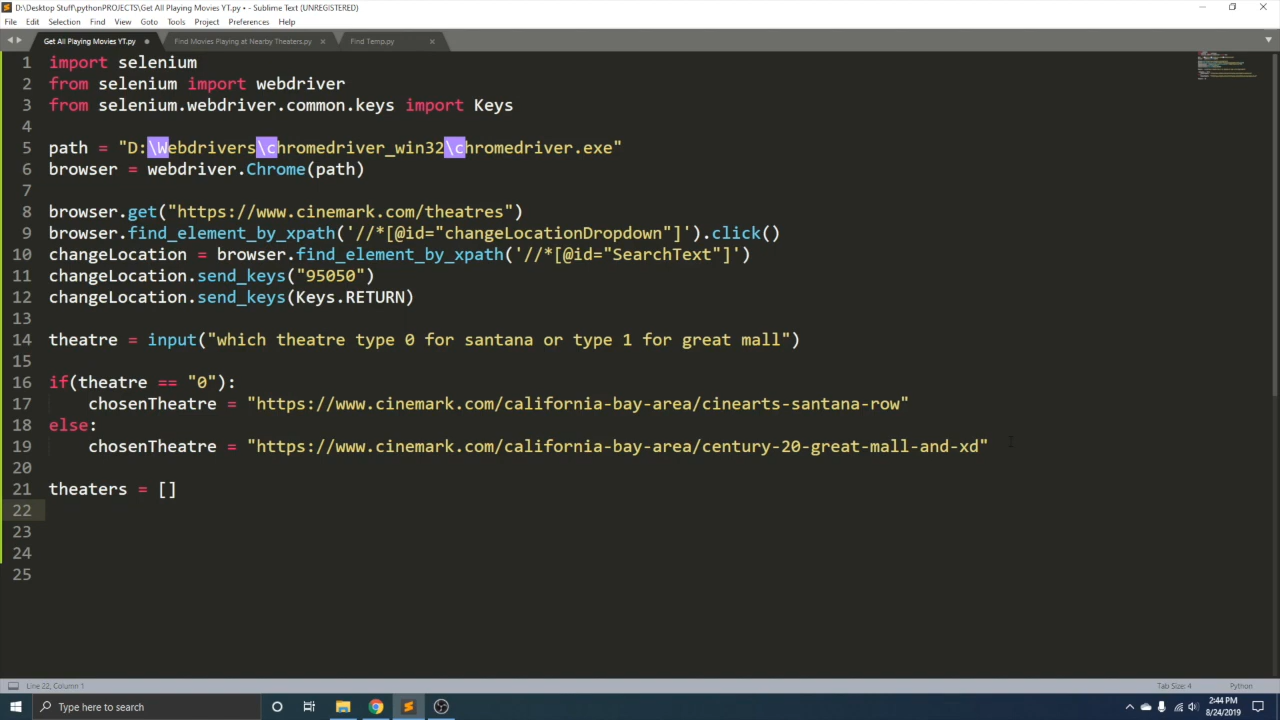 D:\Desktop Stuff\pythonPROJECTS\Get All Playing Movies YT.py • - Sublime Text (UNREGISTERED)
File Edit Selection Find View Goto Tools Project Preferences Help
Get All Playing Movies YT.py Find Movies Playing at Nearby Theaters.py Find Temp.py
1 import selenium
2 from selenium import webdriver
3 from selenium.webdriver.common.keys import Keys
4
5 path = "D:\Webdrivers\chromedriver_win32\chromedriver.exe"
6 browser = webdriver.Chrome(path)
7
8 browser.get("https://www.cinemark.com/theatres")
9 browser.find_element_by_xpath('//*[@id="changeLocationDropdown"]').click()
10 changeLocation = browser.find_element_by_xpath('//*[@id="SearchText"]')
11 changeLocation.send_keys("95050")
12 changeLocation.send_keys(Keys.RETURN)
13
14 theatre = input("which theatre type 0 for santana or type 1 for great mall")
15
16 if(theatre == "0"):
17 chosenTheatre = "https://www.cinemark.com/california-bay-area/cinearts-santana-row"
18 else:
19 chosenTheatre = "https://www.cinemark.com/california-bay-area/century-20-great-mall-and-xd"
20
21 theaters = []
22
23
24
25
Line 22, Column 1 Tab Size: 4 Python
Type here to search
2:44 PM
8/24/2019